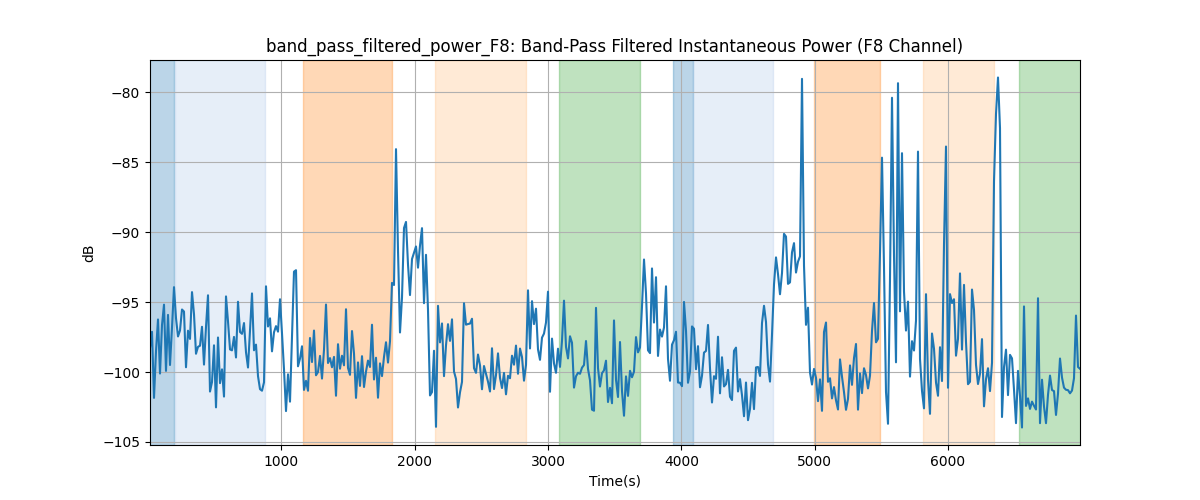 band_pass_filtered_power_F8: Band-Pass Filtered Instantaneous Power (F8 Channel)
−80
−85
−90
−95
−100
−105
dB
1000 2000 3000 4000 5000 6000
Time(s)